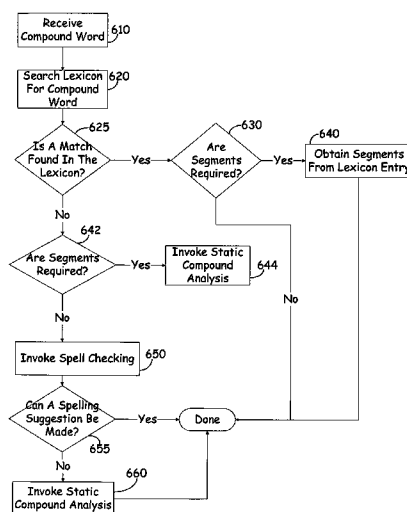 Receive
Compound Word
610
Search Lexicon
For Compound
Word
620
625
Is A Match
Found In The
Lexicon?
Yes
630
Are
Segments
Required?
Yes
640
Obtain Segments
From Lexicon Entry
No
642
Are Segments
Required?
Yes
Invoke Static
Compound
Analysis
644
No
No
Invoke Spell Checking
650
Can A Spelling
Suggestion Be
Made?
655
Yes
Done
No
660
Invoke Static
Compound Analysis